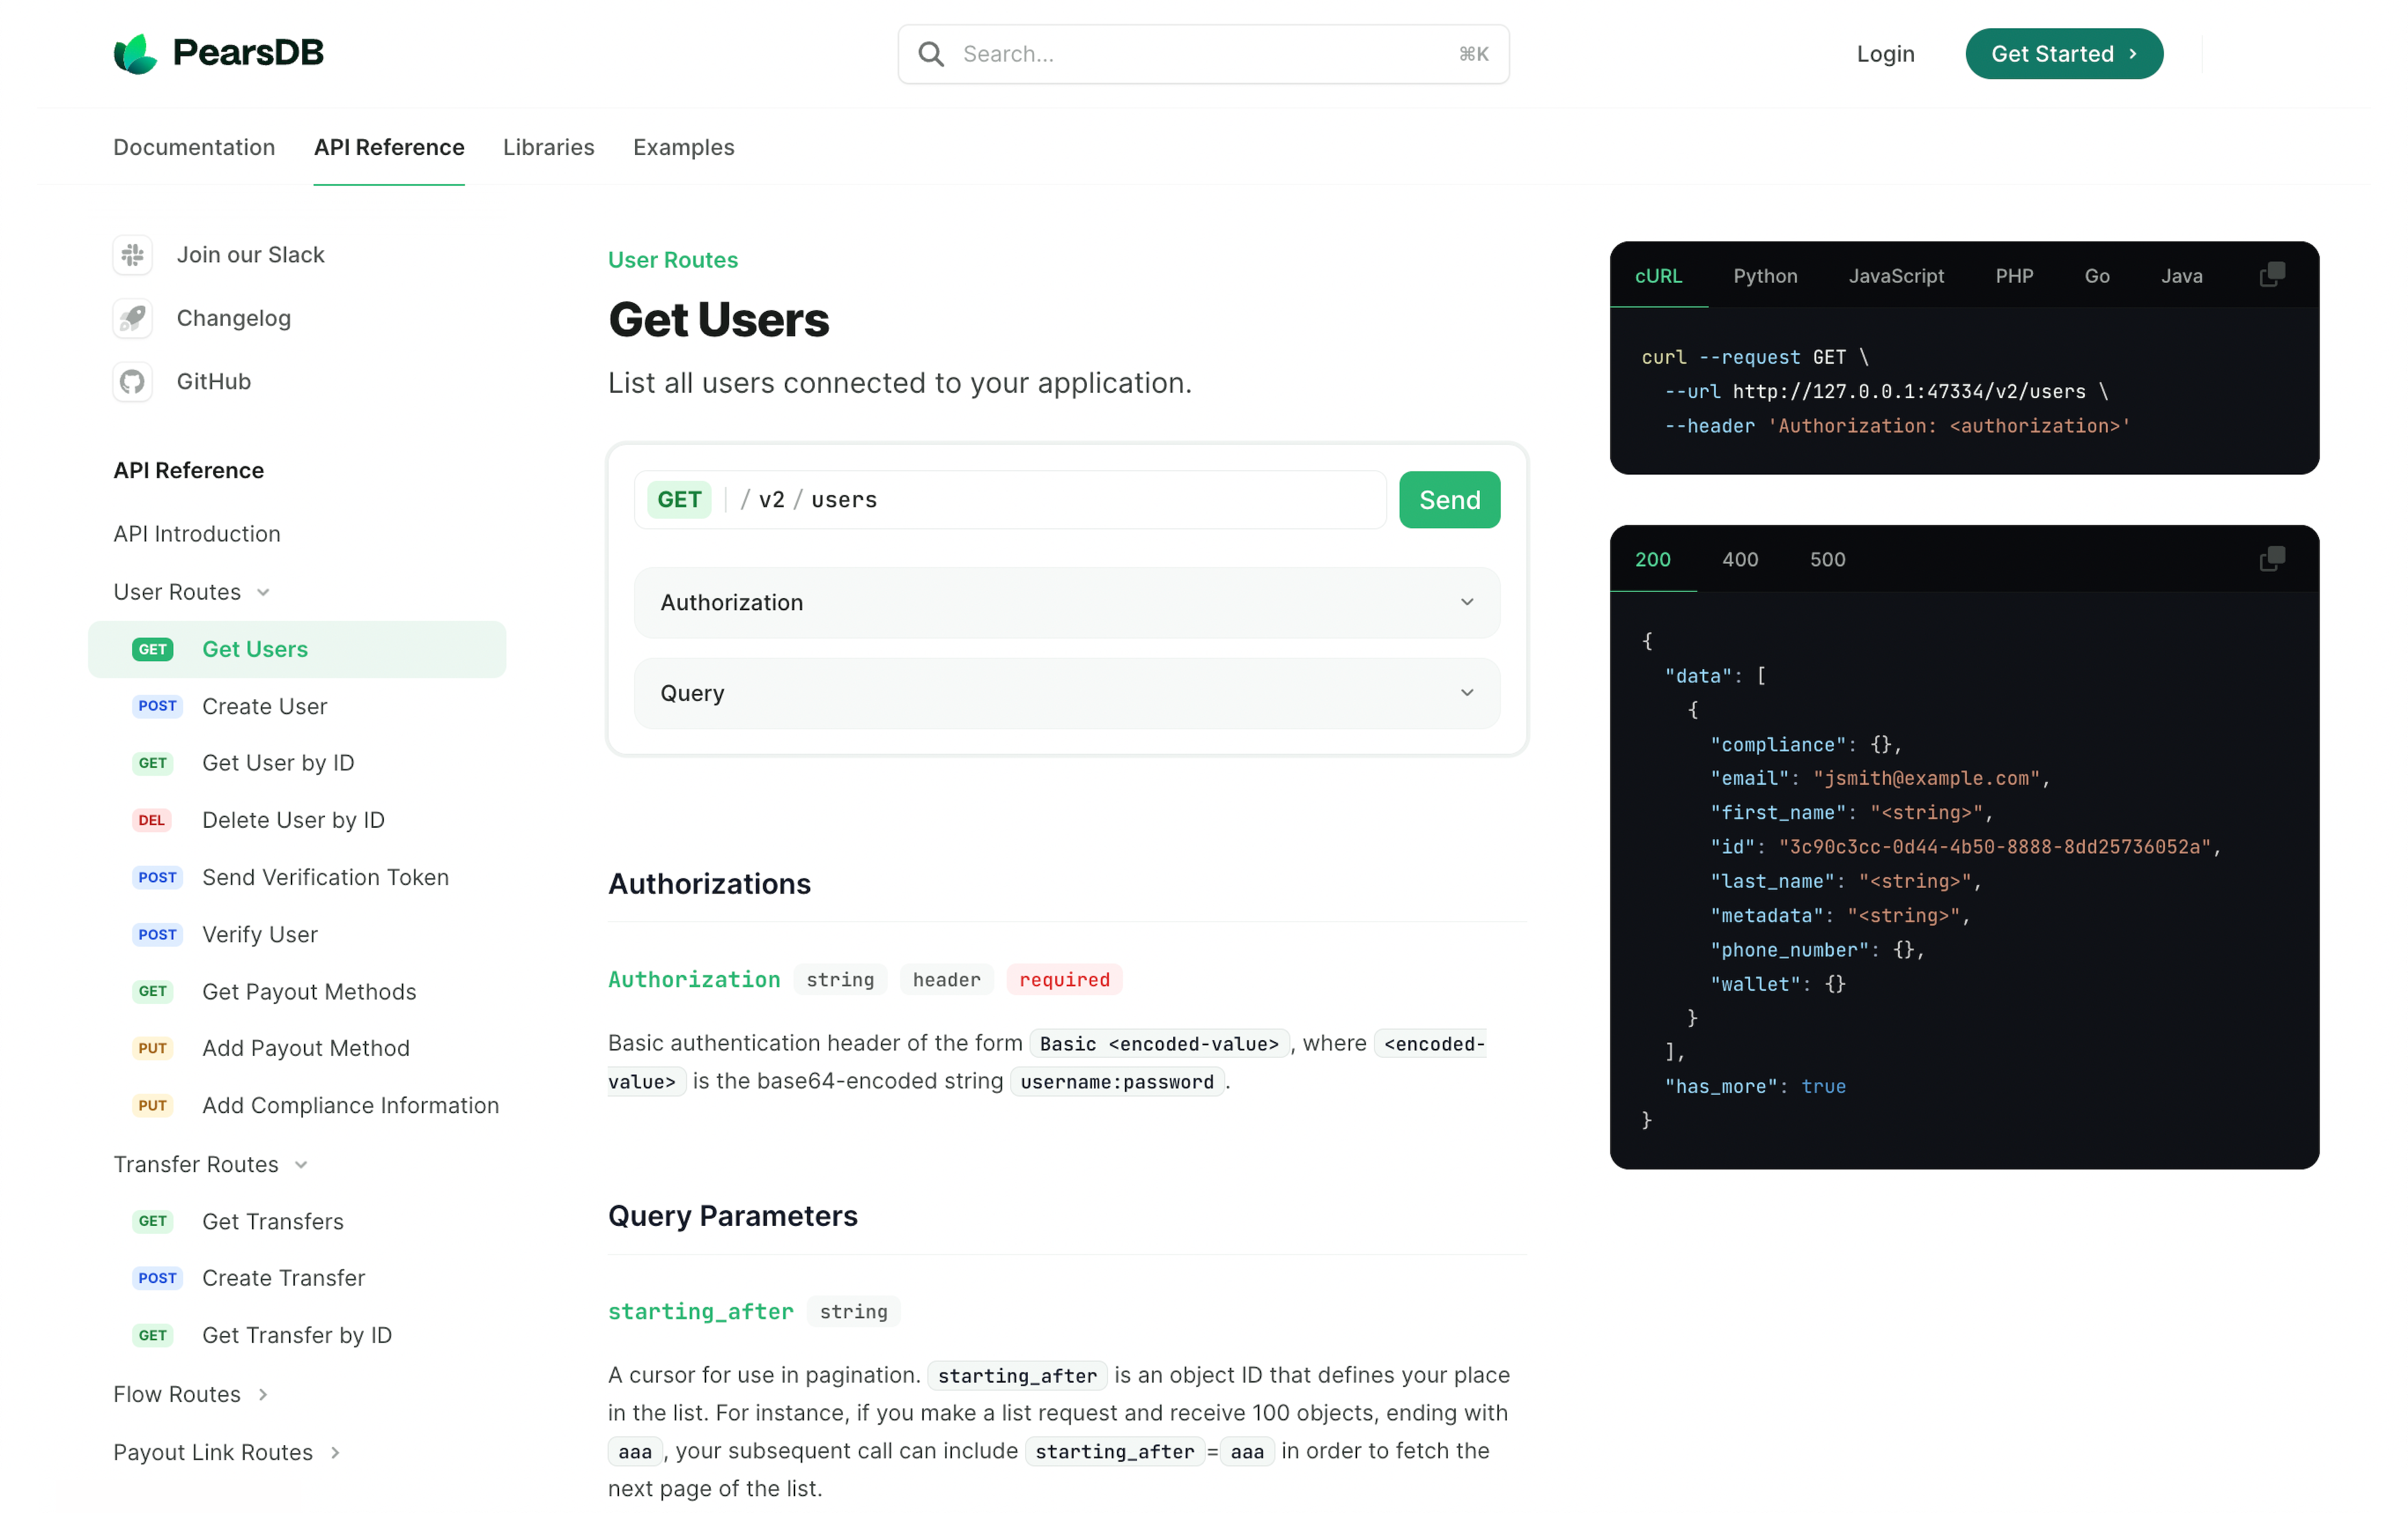 PearsDB
Search...
⌘K
Login
Get Started
Documentation
API Reference
Libraries
Examples
Join our Slack
Changelog
GitHub
API Reference
API Introduction
User Routes
GET Get Users
POST Create User
GET Get User by ID
DEL Delete User by ID
POST Send Verification Token
POST Verify User
GET Get Payout Methods
PUT Add Payout Method
PUT Add Compliance Information
Transfer Routes
GET Get Transfers
POST Create Transfer
GET Get Transfer by ID
Flow Routes
Payout Link Routes
User Routes
Get Users
List all users connected to your application.
GET / v2 / users
Send
Authorization
Query
Authorizations
Authorization string header required
Basic authentication header of the form Basic <encoded-value>, where <encoded-
value> is the base64-encoded string username:password.
Query Parameters
starting_after string
A cursor for use in pagination. starting_after is an object ID that defines your place
in the list. For instance, if you make a list request and receive 100 objects, ending with
aaa, your subsequent call can include starting_after=aaa in order to fetch the
next page of the list.
cURL Python JavaScript PHP Go Java
curl --request GET \
--url http://127.0.0.1:47334/v2/users \
--header 'Authorization: <authorization>'
200 400 500
{
"data": [
{
"compliance": {},
"email": "jsmith@example.com",
"first_name": "<string>",
"id": "3c90c3cc-0d44-4b50-8888-8dd25736052a",
"last_name": "<string>",
"metadata": "<string>",
"phone_number": {},
"wallet": {}
}
],
"has_more": true
}